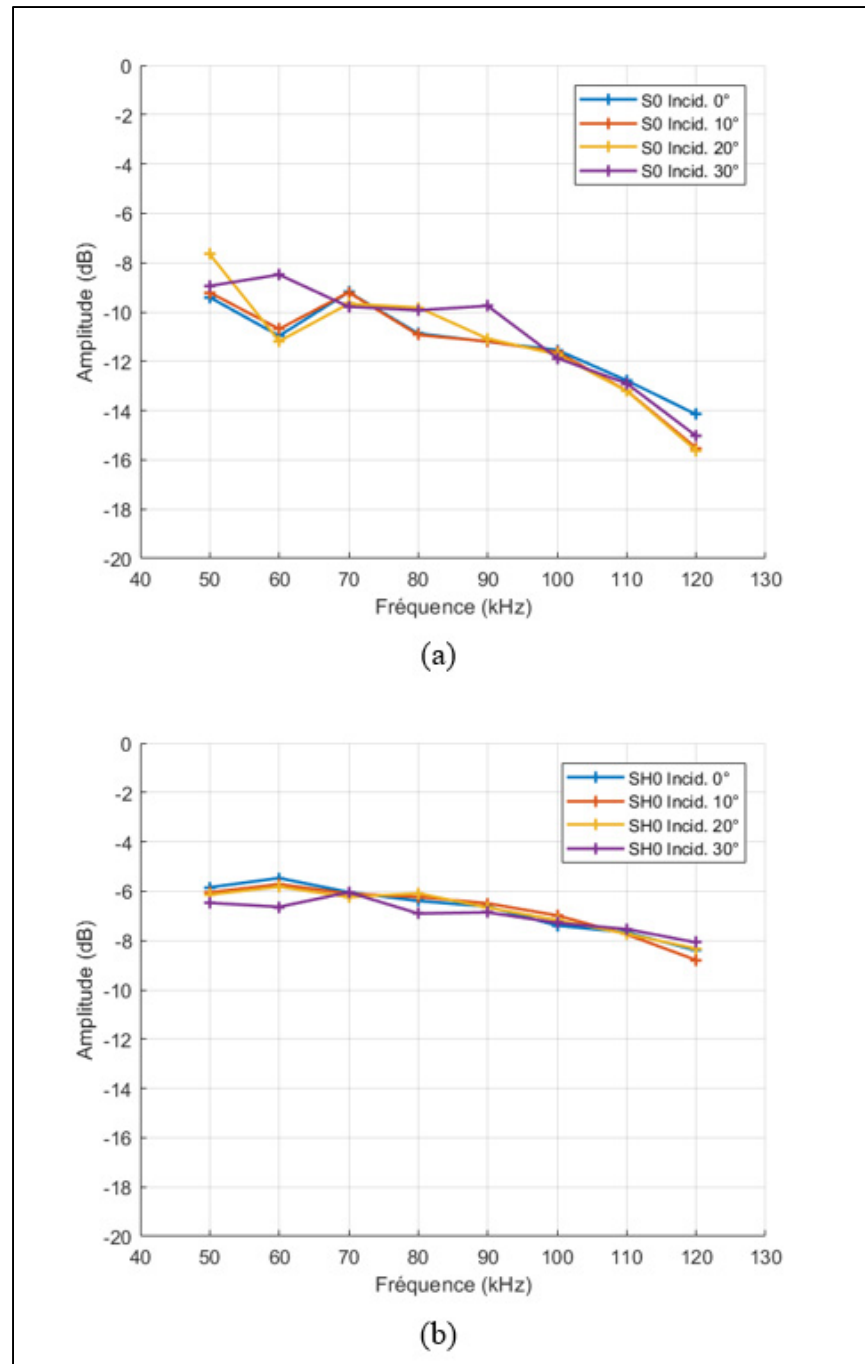 0
-2
-4
-6
-8
-10
-12
-14
-16
-18
-20
Amplitude (dB)
S0 Incid. 0°
S0 Incid. 10°
S0 Incid. 20°
S0 Incid. 30°
40 50 60 70 80 90 100 110 120 130
Fréquence (kHz)
(a)
0
-2
-4
-6
-8
-10
-12
-14
-16
-18
-20
Amplitude (dB)
SH0 Incid. 0°
SH0 Incid. 10°
SH0 Incid. 20°
SH0 Incid. 30°
40 50 60 70 80 90 100 110 120 130
Fréquence (kHz)
(b)